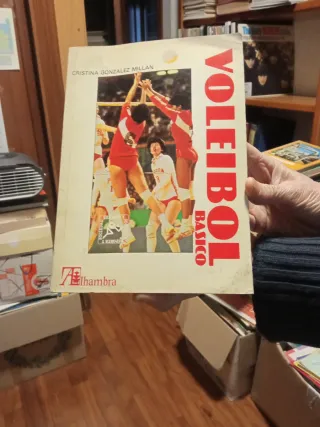 CRISTINA GONZALEZ MILLAN
VOLEIBOL
BASICO
Alhambra